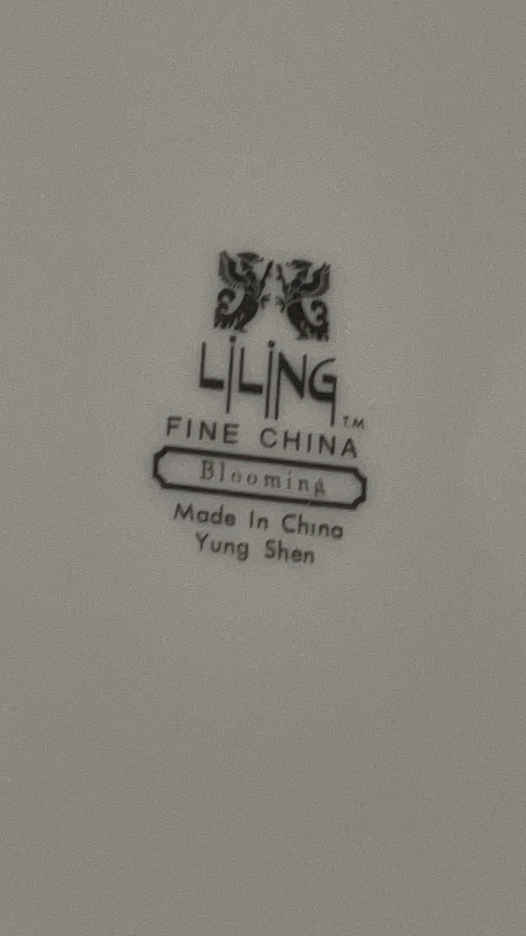 LiLiNG TM
FINE CHINA
Blooming
Made In China
Yung Shen